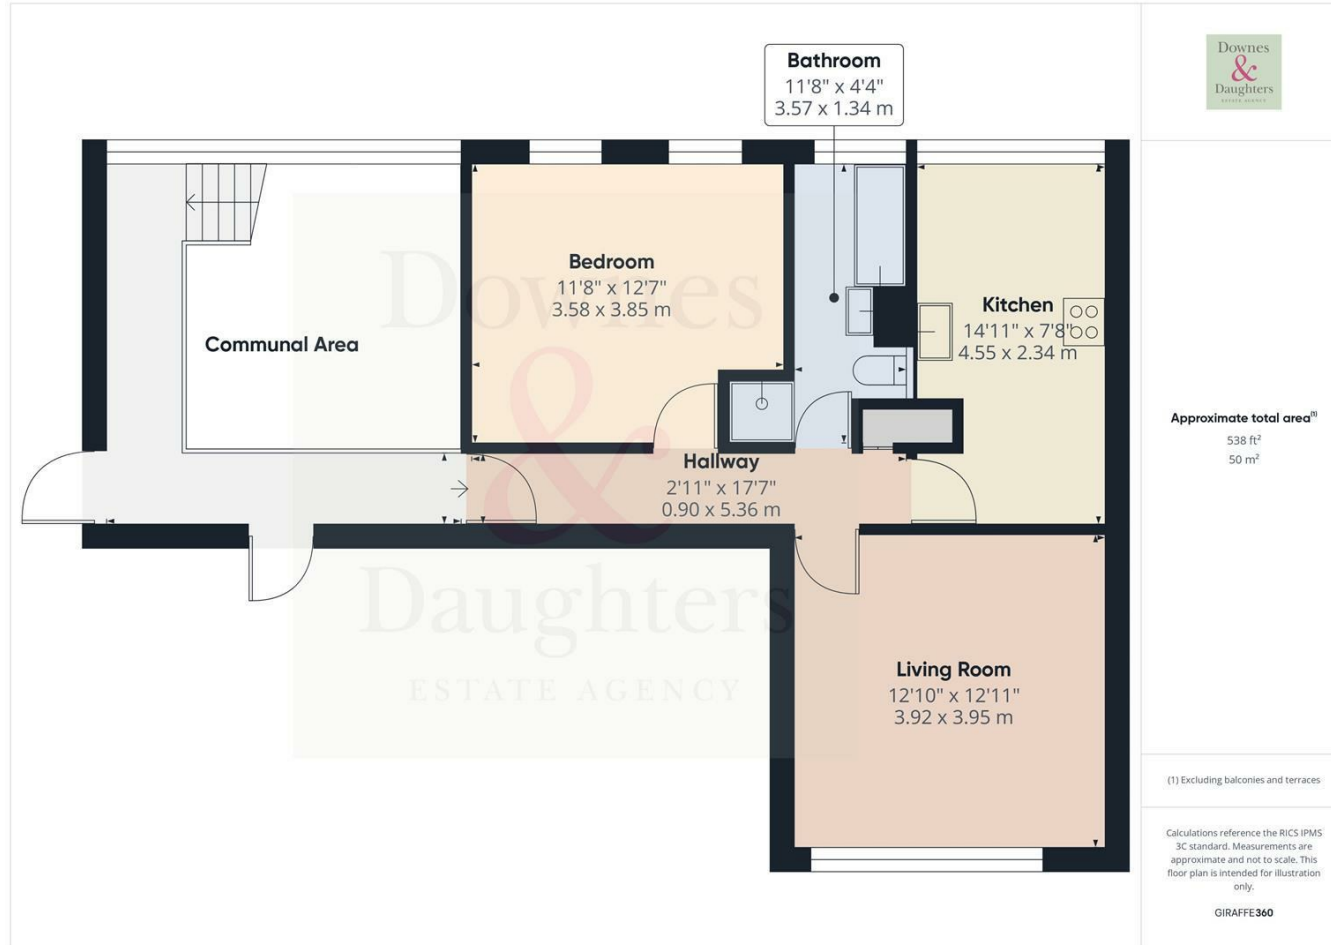 Downes
&
Daughters
ESTATE AGENCY
Bathroom
11'8" x 4'4"
3.57 x 1.34 m
Bedroom
11'8" x 12'7"
3.58 x 3.85 m
Kitchen
14'11" x 7'8"
4.55 x 2.34 m
Communal Area
Hallway
2'11" x 17'7"
0.90 x 5.36 m
Living Room
12'10" x 12'11"
3.92 x 3.95 m
Downes
&
Daughters
ESTATE AGENCY
Approximate total area(1)
538 ft²
50 m²
(1) Excluding balconies and terraces
Calculations reference the RICS IPMS
3C standard. Measurements are
approximate and not to scale. This
floor plan is intended for illustration
only.
GIRAFFE360